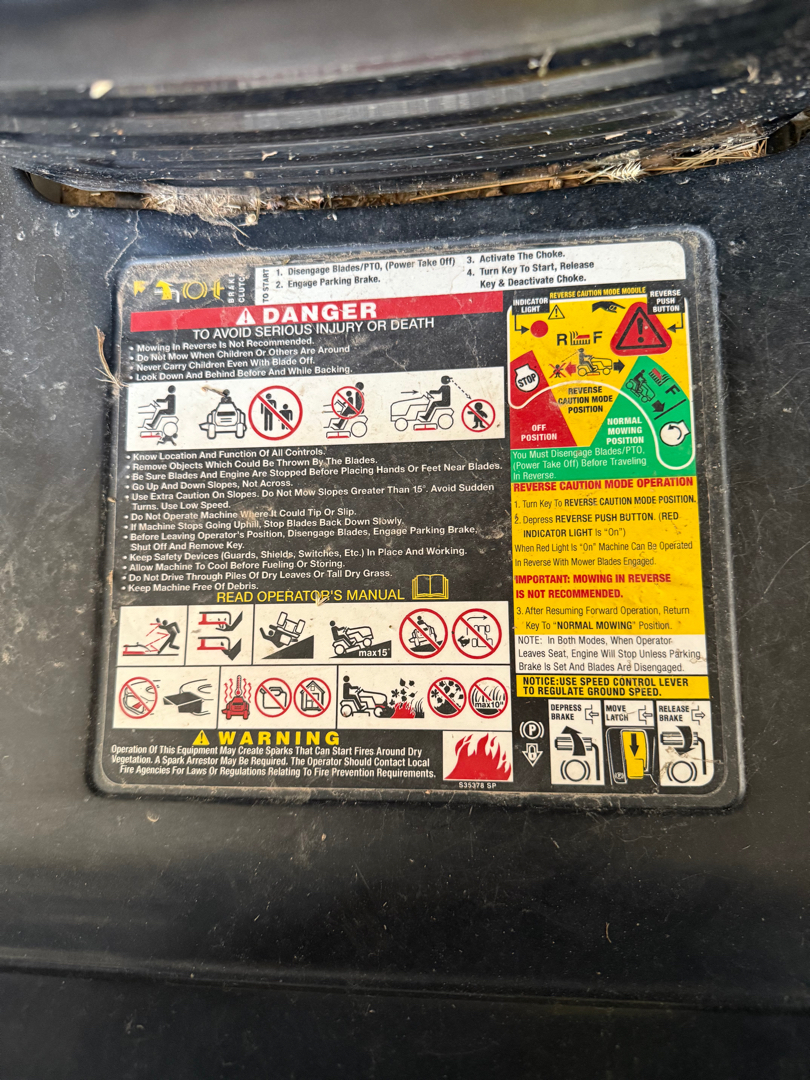 BRAKE
CLUTCH
TO START
1. Disengage Blades/PTO, (Power Take Off)
2. Engage Parking Brake.
3. Activate The Choke.
4. Turn Key To Start, Release
Key & Deactivate Choke.
DANGER
TO AVOID SERIOUS INJURY OR DEATH
• Mowing In Reverse Is Not Recommended.
• Do Not Mow When Children Or Others Are Around
• Never Carry Children Even With Blade Off.
• Look Down And Behind Before And While Backing.
• Know Location And Function Of All Controls.
• Remove Objects Which Could Be Thrown By The Blades.
• Be Sure Blades And Engine Are Stopped Before Placing Hands Or Feet Near Blades.
• Go Up And Down Slopes, Not Across.
• Use Extra Caution On Slopes. Do Not Mow Slopes Greater Than 15°. Avoid Sudden
Turns. Use Low Speed.
• Do Not Operate Machine Where It Could Tip Or Slip.
• If Machine Stops Going Uphill, Stop Blades Back Down Slowly.
• Before Leaving Operator's Position, Disengage Blades, Engage Parking Brake,
Shut Off And Remove Key.
• Keep Safety Devices (Guards, Shields, Switches, Etc.) In Place And Working.
• Allow Machine To Cool Before Fueling Or Storing.
• Do Not Drive Through Piles Of Dry Leaves Or Tall Dry Grass.
• Keep Machine Free Of Debris.
READ OPERATOR'S MANUAL
max15°
max10"
WARNING
Operation Of This Equipment May Create Sparks That Can Start Fires Around Dry
Vegetation. A Spark Arrestor May Be Required. The Operator Should Contact Local
Fire Agencies For Laws Or Regulations Relating To Fire Prevention Requirements.
S35378 SP
REVERSE CAUTION MODE MODULE
INDICATOR
LIGHT
REVERSE
PUSH
BUTTON
R F
STOP
F
REVERSE
CAUTION MODE
POSITION
OFF
POSITION
NORMAL
MOWING
POSITION
You Must Disengage Blades/PTO,
(Power Take Off) Before Traveling
In Reverse
REVERSE CAUTION MODE OPERATION
1. Turn Key To REVERSE CAUTION MODE POSITION.
2. Depress REVERSE PUSH BUTTON. (RED
INDICATOR LIGHT Is "On")
When Red Light Is "On" Machine Can Be Operated
In Reverse With Mower Blades Engaged.
IMPORTANT: MOWING IN REVERSE
IS NOT RECOMMENDED.
3. After Resuming Forward Operation, Return
Key To "NORMAL MOWING" Position.
NOTE: In Both Modes, When Operator
Leaves Seat, Engine Will Stop Unless Parking
Brake Is Set And Blades Are Disengaged.
NOTICE:USE SPEED CONTROL LEVER
TO REGULATE GROUND SPEED.
P
DEPRESS
BRAKE
MOVE
LATCH
RELEASE
BRAKE